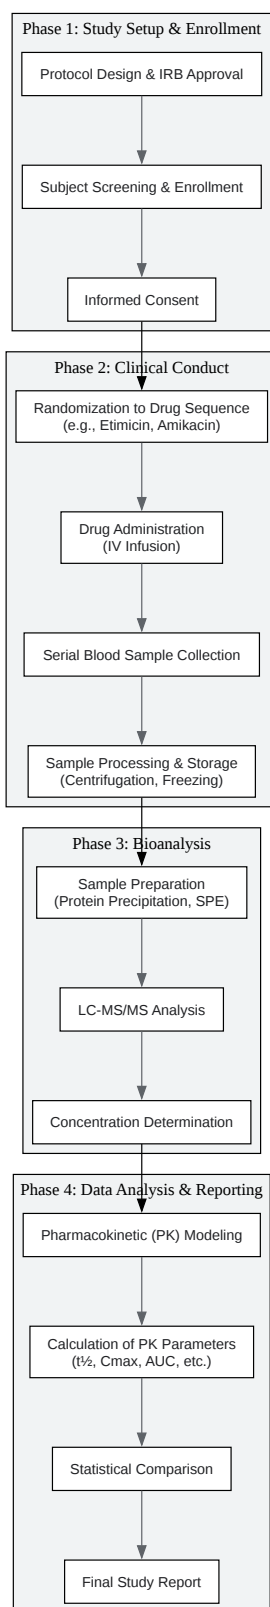 Phase 1: Study Setup & Enrollment
Protocol Design & IRB Approval
Subject Screening & Enrollment
Informed Consent
Phase 2: Clinical Conduct
Randomization to Drug Sequence
(e.g., Etimicin, Amikacin)
Drug Administration
(IV Infusion)
Serial Blood Sample Collection
Sample Processing & Storage
(Centrifugation, Freezing)
Phase 3: Bioanalysis
Sample Preparation
(Protein Precipitation, SPE)
LC-MS/MS Analysis
Concentration Determination
Phase 4: Data Analysis & Reporting
Pharmacokinetic (PK) Modeling
Calculation of PK Parameters
(t½, Cmax, AUC, etc.)
Statistical Comparison
Final Study Report